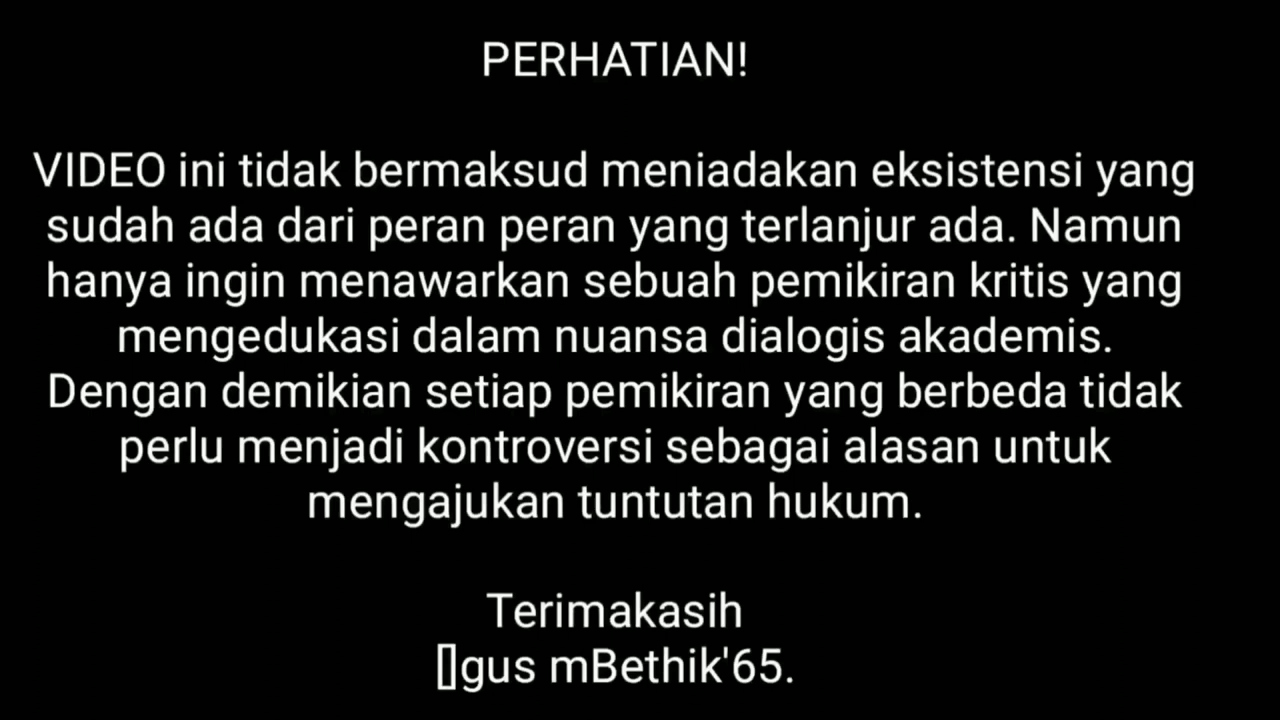 PERHATIAN!
VIDEO ini tidak bermaksud meniadakan eksistensi yang
sudah ada dari peran peran yang terlanjur ada. Namun
hanya ingin menawarkan sebuah pemikiran kritis yang
mengedukasi dalam nuansa dialogis akademis.
Dengan demikian setiap pemikiran yang berbeda tidak
perlu menjadi kontroversi sebagai alasan untuk
mengajukan tuntutan hukum.
Terimakasih
[]gus mBethik'65.